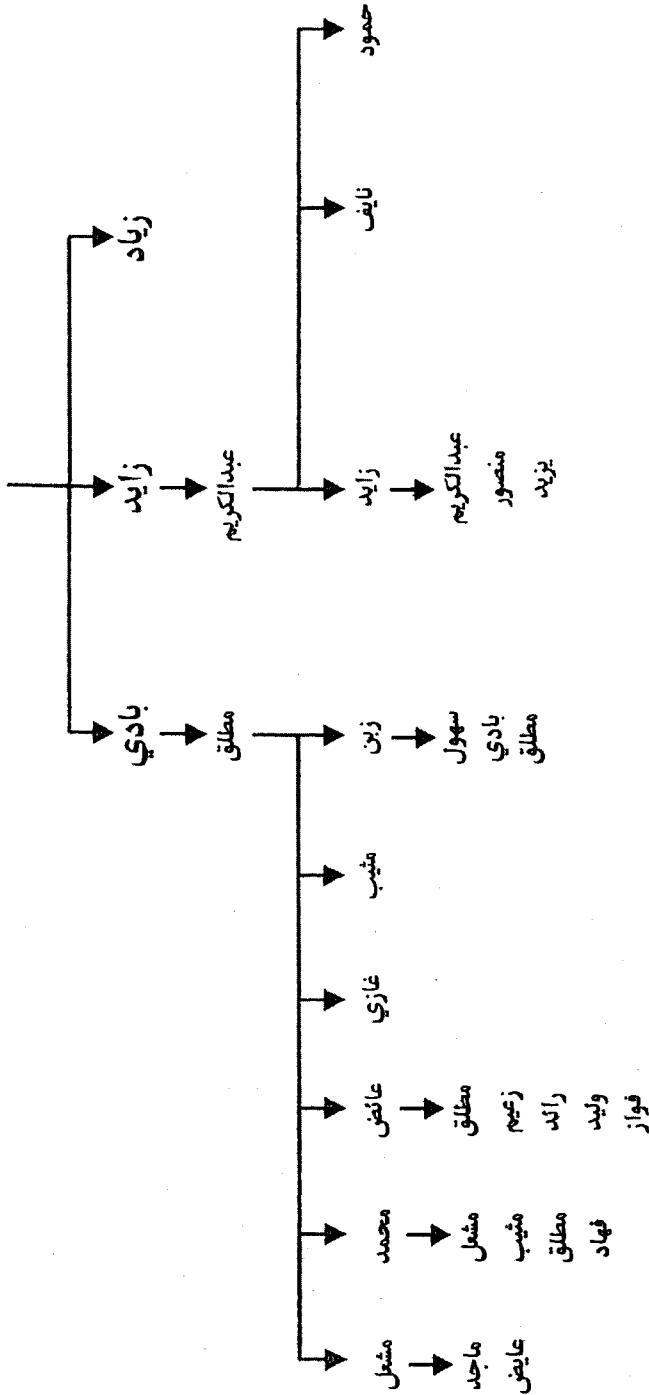 زياد زايد بادي
عبدالكريم مطلق
حمود نايف زايد زبن مثيب غازي عائض محمد مشعل
عبدالكريم سهول مطلق مشعل ماجد
منصور بادي زعيم مثيب عايض
يزيد مطلق رائد مطلق
وليد فهاد
فواز